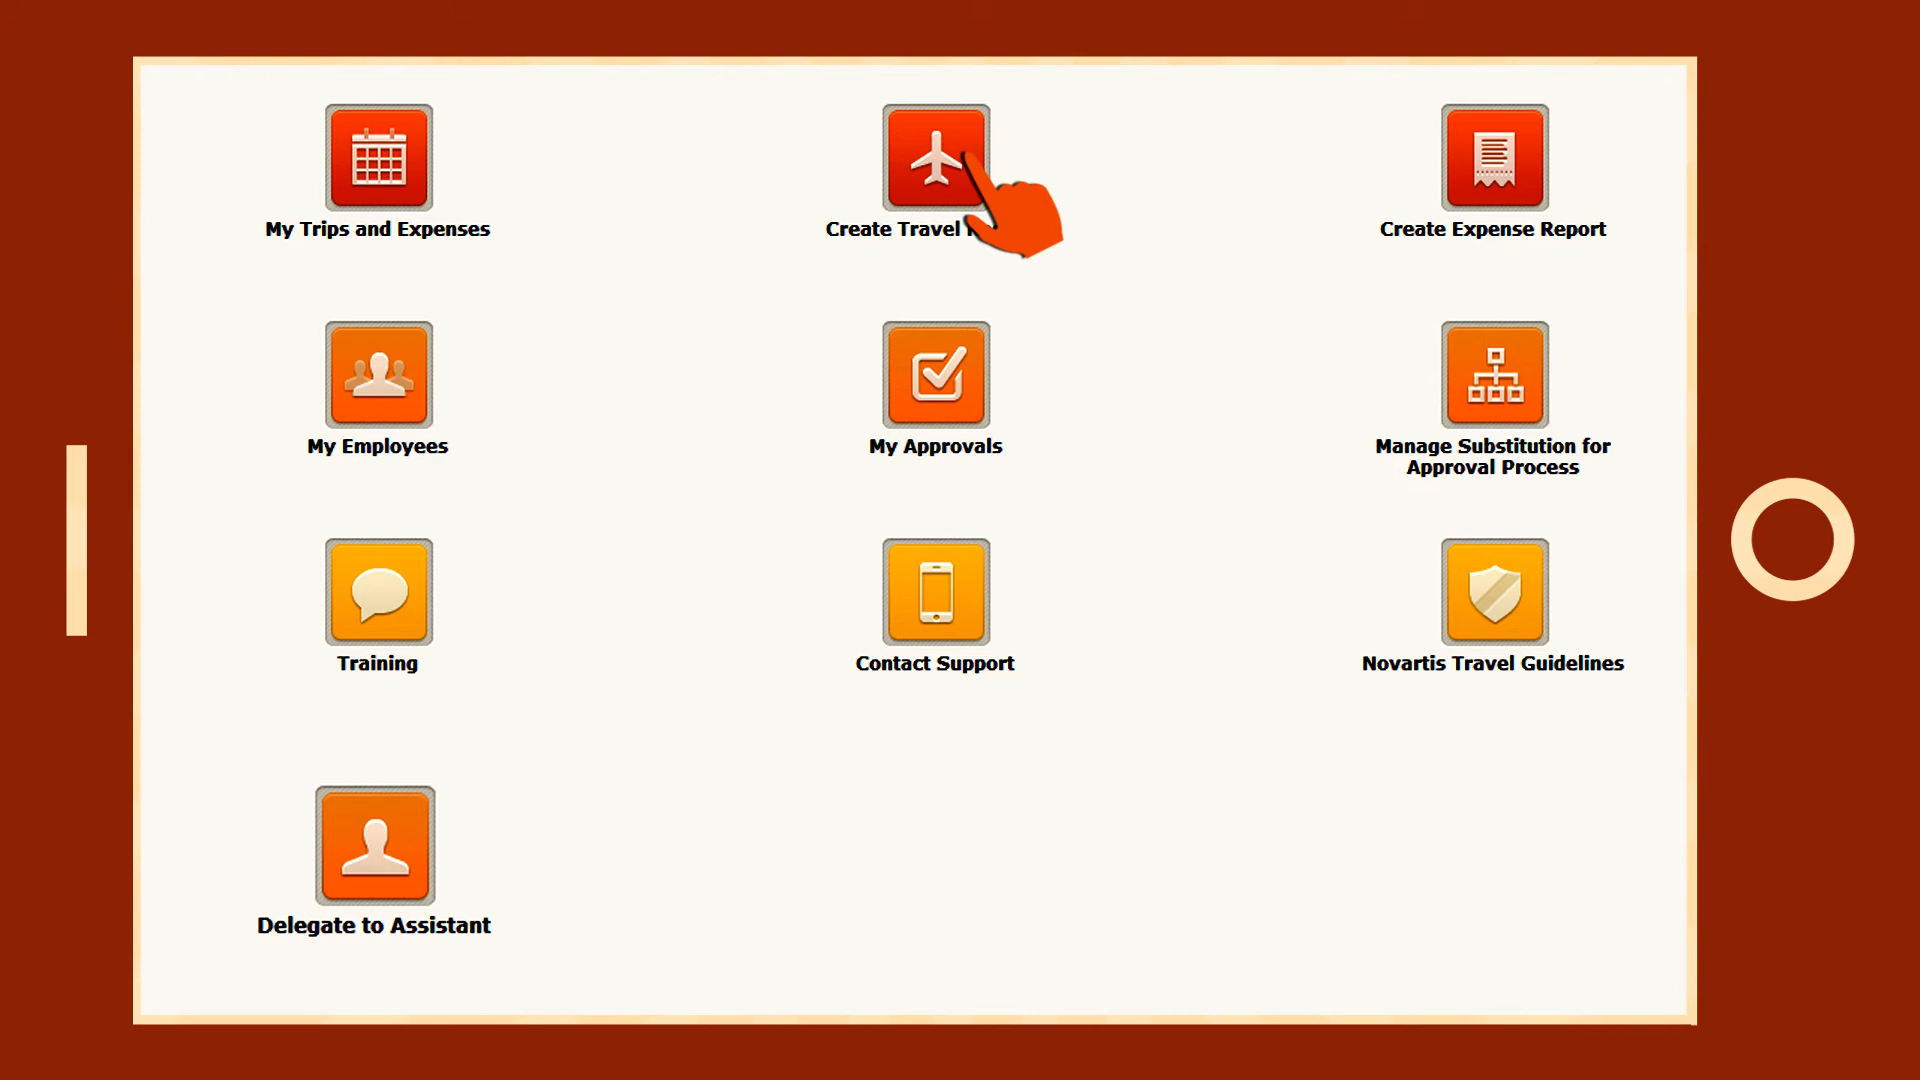 My Trips and Expenses
Create Travel
Create Expense Report
My Employees
My Approvals
Manage Substitution for
Approval Process
Training
Contact Support
Novartis Travel Guidelines
Delegate to Assistant